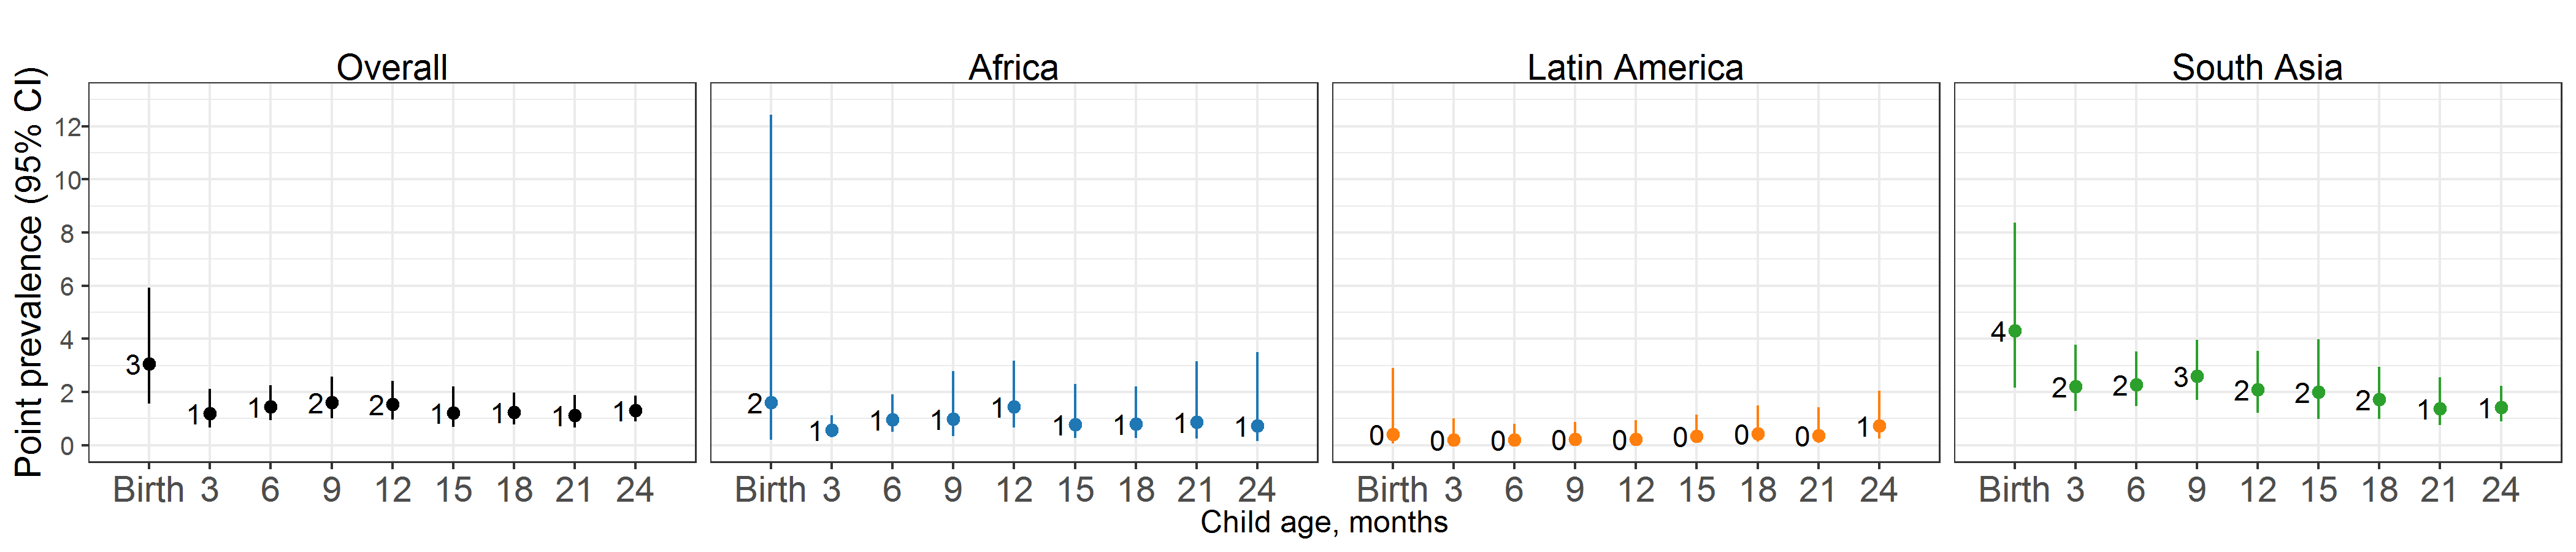 Overall
Africa
Latin America
South Asia
Point prevalence (95% CI)
12
10
8
6
4
2
0
3 1 1 2 2 1 1 1 1
2 1 1 1 1 1 1 1 1
0 0 0 0 0 0 0 0 1
4 2 2 3 2 2 2 1 1
Birth 3 6 9 12 15 18 21 24
Birth 3 6 9 12 15 18 21 24
Birth 3 6 9 12 15 18 21 24
Birth 3 6 9 12 15 18 21 24
Child age, months